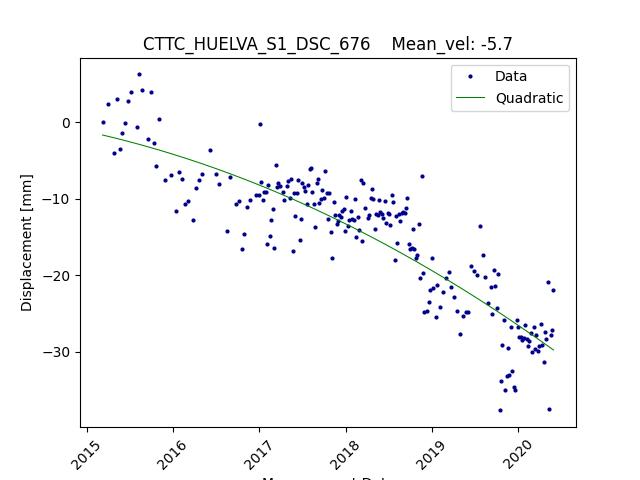 CTTC_HUELVA_S1_DSC_676    Mean_vel: -5.7
Data
Quadratic
Displacement [mm]
0
−10
−20
−30
2015
2016
2017
2018
2019
2020